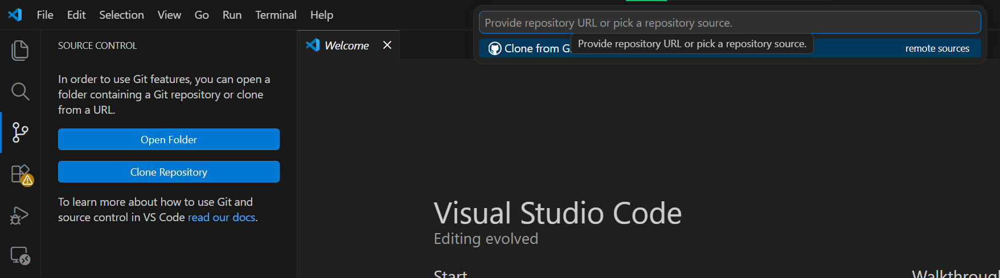 File Edit Selection View Go Run Terminal Help
Provide repository URL or pick a repository source.
Clone from
Provide repository URL or pick a repository source.
remote sources
SOURCE CONTROL
Welcome
In order to use Git features, you can open a
folder containing a Git repository or clone
from a URL.
Open Folder
Clone Repository
To learn more about how to use Git and
source control in VS Code read our docs.
Visual Studio Code
Editing evolved
Start